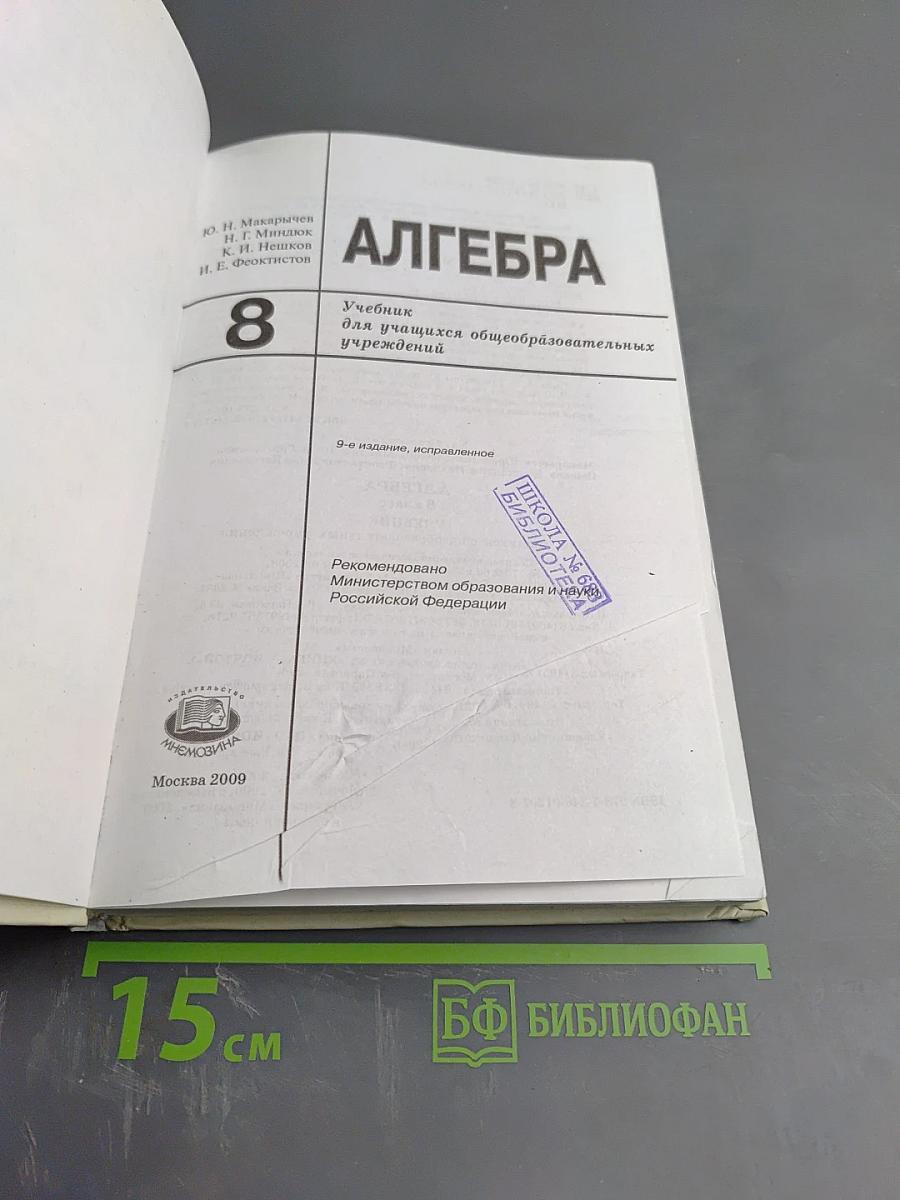 Ю. Н. Макарычев
Н. Г. Миндюк
К. И. Нешков
И. Е. Феоктистов
АЛГЕБРА
8
Учебник
для учащихся общеобразовательных
учреждений
9-е издание, исправленное
ШКОЛА № 683
БИБЛИОТЕКА
Рекомендовано
Министерством образования и науки
Российской Федерации
ИЗДАТЕЛЬСТВО
МНЕМОЗИНА
Москва 2009
15 см
БФ БИБЛИОФАН